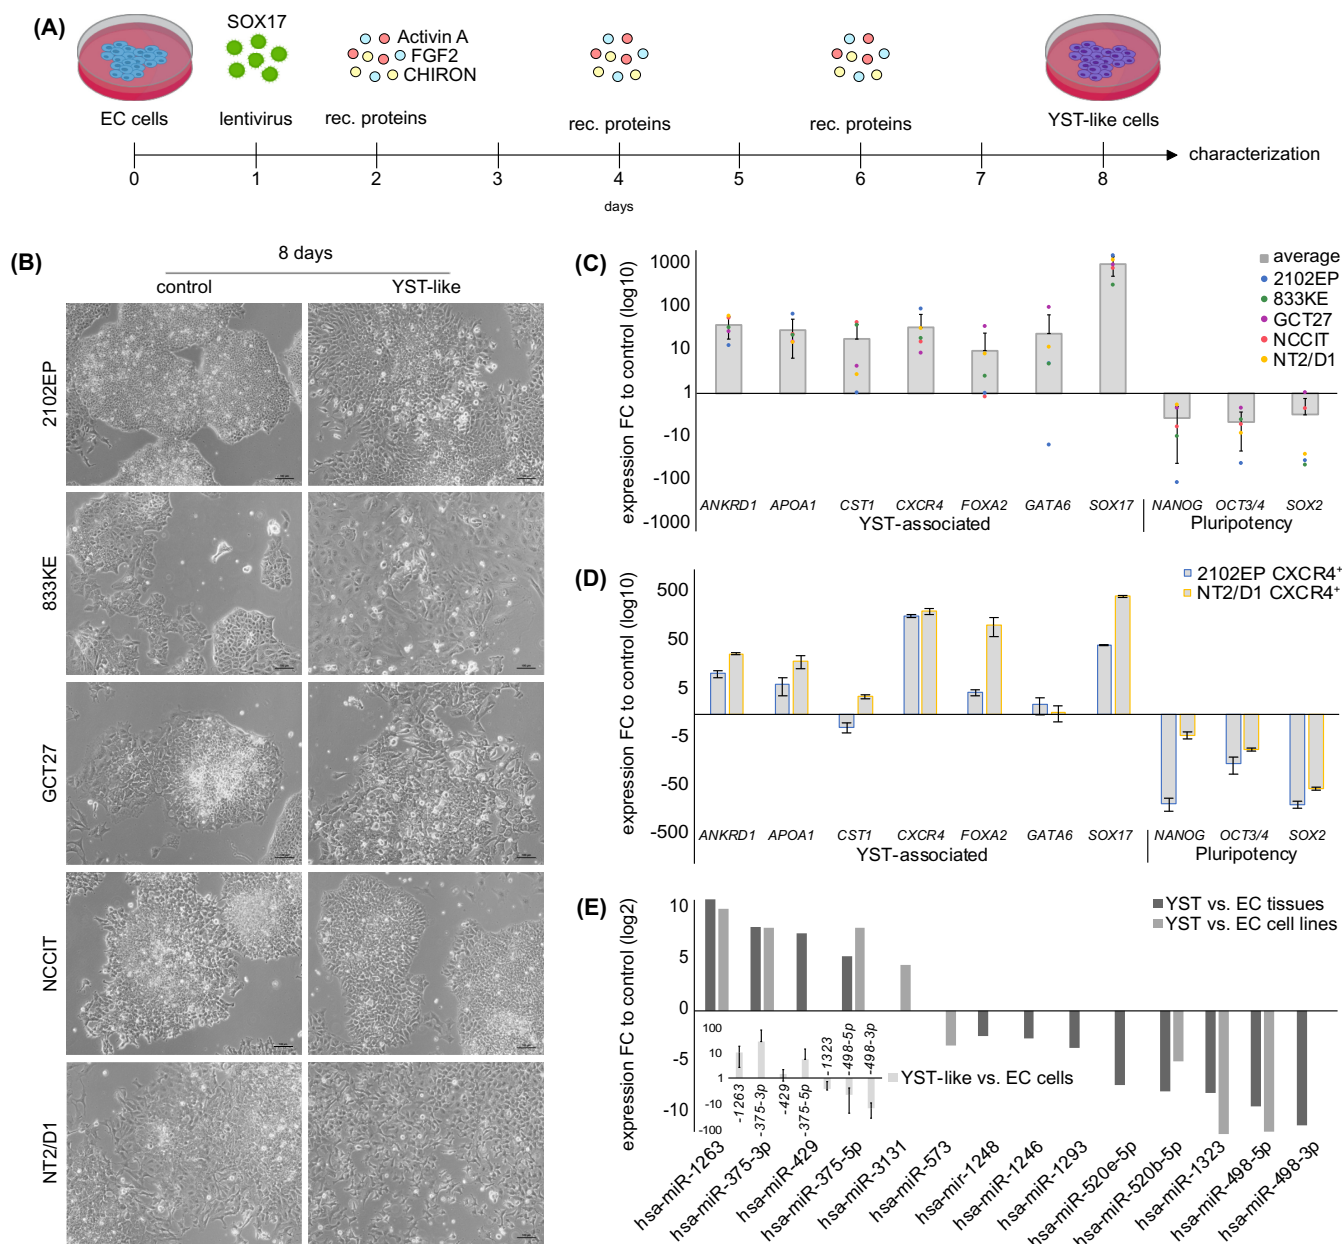 (A)
SOX17
Activin A
FGF2
CHIRON
EC cells
lentivirus
rec. proteins
rec. proteins
rec. proteins
YST-like cells
characterization
0 1 2 3 4 5 6 7 8
days
(B)
8 days
control YST-like
2102EP
833KE
GCT27
NCCIT
NT2/D1
(C)
expression FC to control (log10)
1000
100
10
1
-10
-100
-1000
average
2102EP
833KE
GCT27
NCCIT
NT2/D1
ANKRD1 APOA1 CST1 CXCR4 FOXA2 GATA6 SOX17 NANOG OCT3/4 SOX2
YST-associated Pluripotency
(D)
expression FC to control (log10)
500
50
5
-5
-50
-500
2102EP CXCR4⁺
NT2/D1 CXCR4⁺
ANKRD1 APOA1 CST1 CXCR4 FOXA2 GATA6 SOX17 NANOG OCT3/4 SOX2
YST-associated Pluripotency
(E)
expression FC to control (log2)
10
5
0
-5
-10
YST vs. EC tissues
YST vs. EC cell lines
100
10
1
-10
-100
-1263
-375-3p
-429
-375-5p
-1323
-498-5p
-498-3p
YST-like vs. EC cells
hsa-miR-1263
hsa-miR-375-3p
hsa-miR-429
hsa-miR-375-5p
hsa-miR-3131
hsa-miR-573
hsa-mir-1248
hsa-miR-1246
hsa-miR-1293
hsa-miR-520e-5p
hsa-miR-520b-5p
hsa-miR-1323
hsa-miR-498-5p
hsa-miR-498-3p